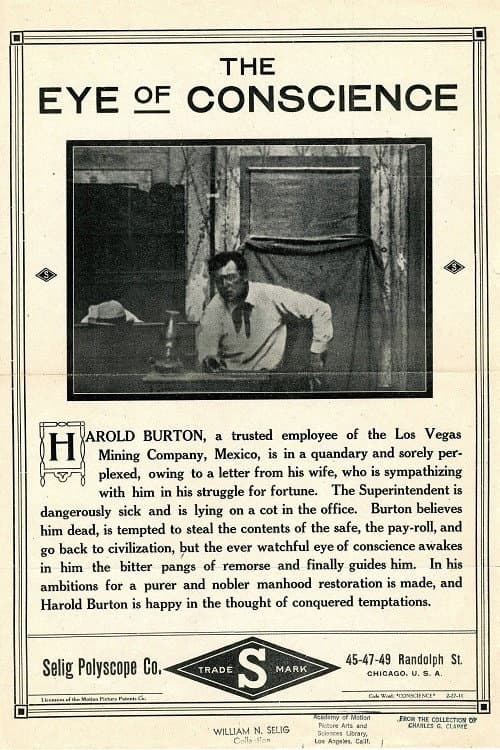 THE
EYE OF CONSCIENCE
S
S
HAROLD BURTON, a trusted employee of the Los Vegas
Mining Company, Mexico, is in a quandary and sorely per-
plexed, owing to a letter from his wife, who is sympathizing
with him in his struggle for fortune. The Superintendent is
dangerously sick and is lying on a cot in the office. Burton believes
him dead, is tempted to steal the contents of the safe, the pay-roll, and
go back to civilization, but the ever watchful eye of conscience awakes
in him the bitter pangs of remorse and finally guides him. In his
ambitions for a purer and nobler manhood restoration is made, and
Harold Burton is happy in the thought of conquered temptations.
Selig Polyscope Co.
TRADE S MARK
45-47-49 Randolph St.
CHICAGO, U. S. A.
Licensees of the Motion Picture Patents Co.
Code Word: "CONSCIENCE" 2-27-11
WILLIAM N. SELIG
Collection
Academy of Motion
Picture Arts and
Sciences Library,
Los Angeles, Calif.
FROM THE COLLECTION OF
CHARLES G. CLARKE